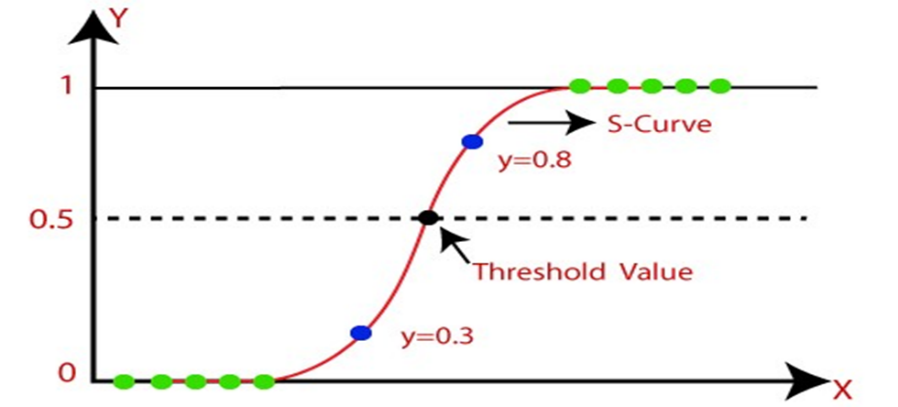 Y
1
S-Curve
y=0.8
0.5
Threshold Value
y=0.3
0
X